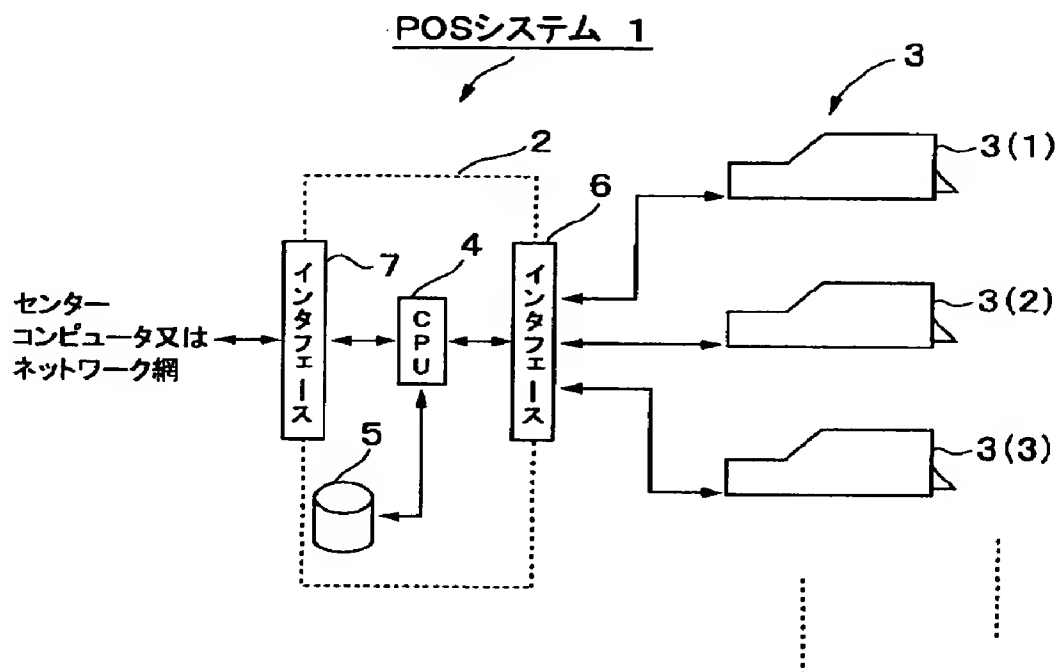 POSシステム 1
3
2
3(1)
6
7
4
インタフェース
CPU
インタフェース
3(2)
センター
コンピュータ又は
ネットワーク網
5
3(3)